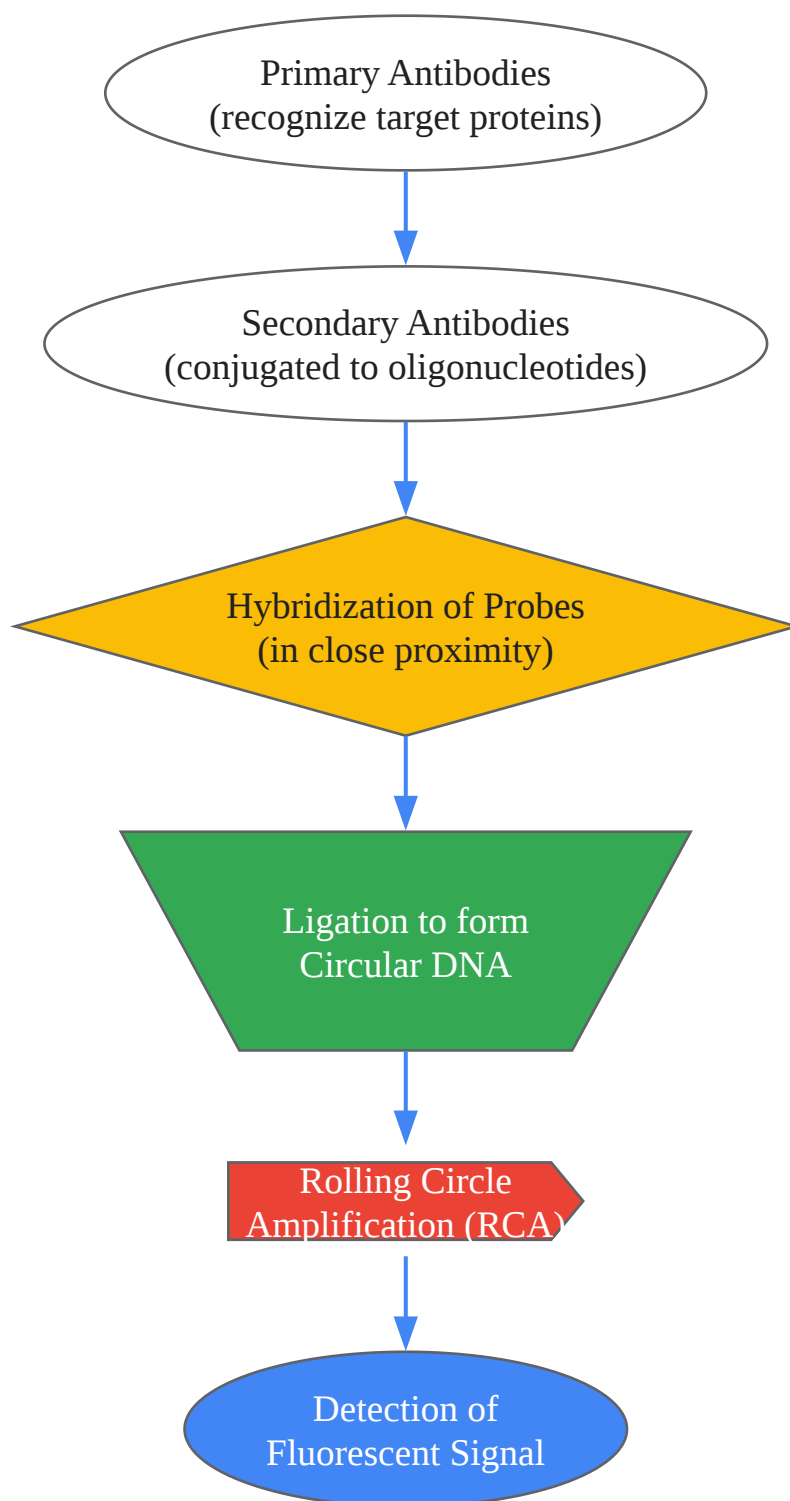 Primary Antibodies
(recognize target proteins)
Secondary Antibodies
(conjugated to oligonucleotides)
Hybridization of Probes
(in close proximity)
Ligation to form
Circular DNA
Rolling Circle
Amplification (RCA)
Detection of
Fluorescent Signal